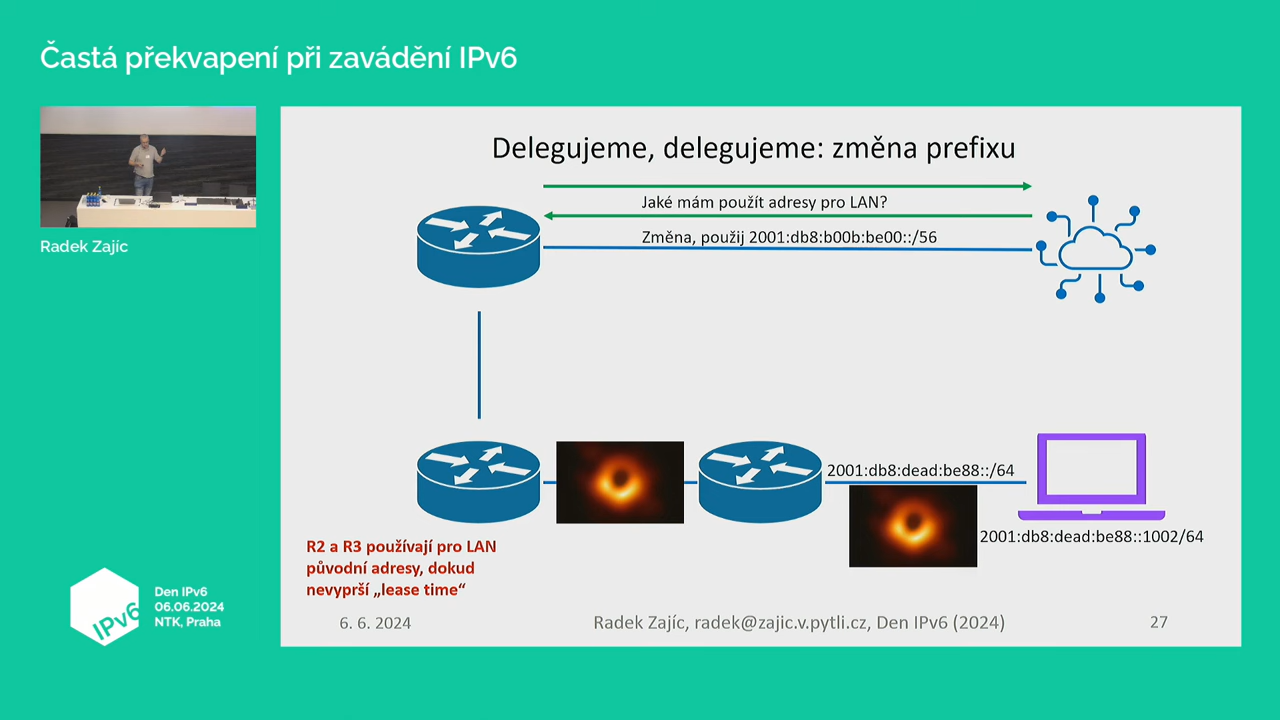 Častá překvapení při zavádění IPv6
Radek Zajíc
Delegujeme, delegujeme: změna prefixu
Jaké mám použít adresy pro LAN?
Změna, použij 2001:db8:b00b:be00::/56
2001:db8:dead:be88::/64
2001:db8:dead:be88::1002/64
R2 a R3 používají pro LAN
původní adresy, dokud
nevyprší „lease time“
6. 6. 2024
Radek Zajíc, radek@zajic.v.pytli.cz, Den IPv6 (2024)
27
IPv6
Den IPv6
06.06.2024
NTK, Praha